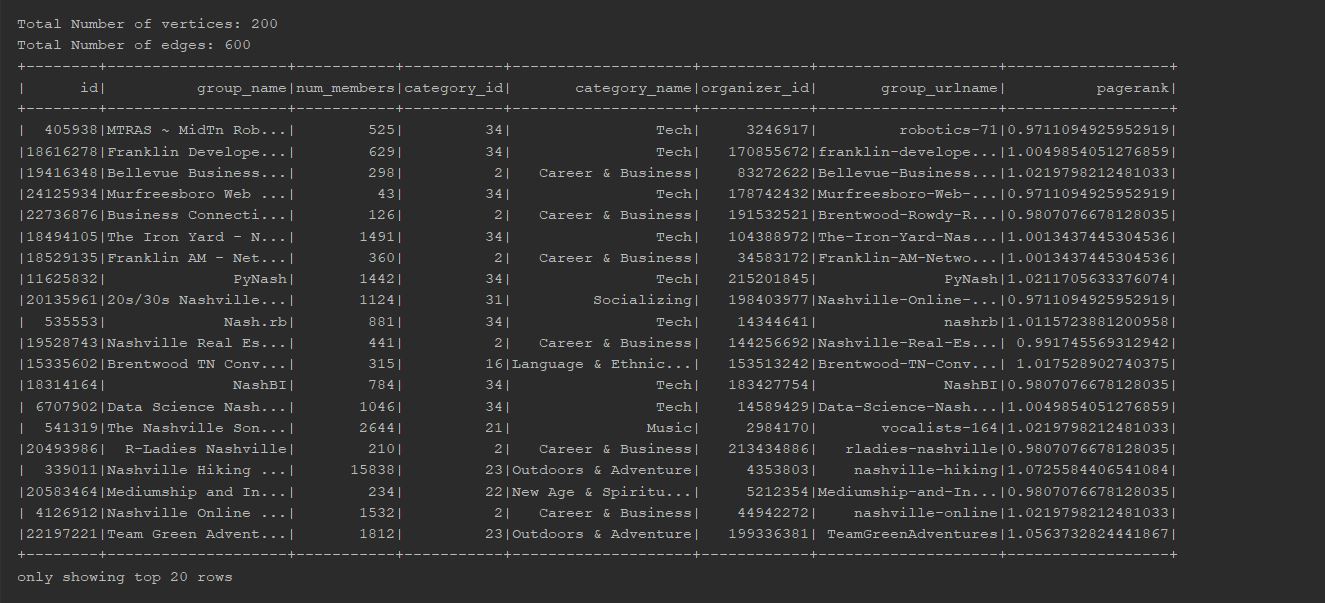 Total Number of vertices: 200
Total Number of edges: 600
+--------+--------------------+-----------+-----------+--------------------+------------+--------------------+------------------+
|      id|          group_name|num_members|category_id|       category_name|organizer_id|       group_urlname|          pagerank|
+--------+--------------------+-----------+-----------+--------------------+------------+--------------------+------------------+
|  405938|MTRAS ~ MidTn Rob...|        525|         34|                Tech|     3246917|         robotics-71|0.9711094925952919|
|18616278|Franklin Develope...|        629|         34|                Tech|   170855672|franklin-develope...|1.0049854051276859|
|19416348|Bellevue Business...|        298|          2|   Career & Business|    83272622|Bellevue-Business...|1.0219798212481033|
|24125934|Murfreesboro Web ...|         43|         34|                Tech|   178742432|Murfreesboro-Web-...|0.9711094925952919|
|22736876|Business Connecti...|        126|          2|   Career & Business|   191532521|Brentwood-Rowdy-R...|0.9807076678128035|
|18494105|The Iron Yard - N...|       1491|         34|                Tech|   104388972|The-Iron-Yard-Nas...|1.0013437445304536|
|18529135|Franklin AM - Net...|        360|          2|   Career & Business|    34583172|Franklin-AM-Netwo...|1.0013437445304536|
|11625832|              PyNash|       1442|         34|                Tech|   215201845|              PyNash|1.0211705633376074|
|20135961|20s/30s Nashville...|       1124|         31|         Socializing|   198403977|Nashville-Online-...|0.9711094925952919|
|  535553|             Nash.rb|        881|         34|                Tech|    14344641|              nashrb|1.0115723881200958|
|19528743|Nashville Real Es...|        441|          2|   Career & Business|   144256692|Nashville-Real-Es...| 0.991745569312942|
|15335602|Brentwood TN Conv...|        315|         16|Language & Ethnic...|   153513242|Brentwood-TN-Conv...| 1.017528902740375|
|18314164|              NashBI|        784|         34|                Tech|   183427754|              NashBI|0.9807076678128035|
| 6707902|Data Science Nash...|       1046|         34|                Tech|    14589429|Data-Science-Nash...|1.0049854051276859|
|  541319|The Nashville Son...|       2644|         21|               Music|     2984170|       vocalists-164|1.0219798212481033|
|20493986|  R-Ladies Nashville|        210|          2|   Career & Business|   213434886|   rladies-nashville|0.9807076678128035|
|  339011|Nashville Hiking ...|      15838|         23|Outdoors & Adventure|     4353803|    nashville-hiking|1.0725584406541084|
|20583464|Mediumship and In...|        234|         22|New Age & Spiritu...|     5212354|Mediumship-and-In...|0.9807076678128035|
| 4126912|Nashville Online ...|       1532|          2|   Career & Business|    44942272|    nashville-online|1.0219798212481033|
|22197221|Team Green Advent...|       1812|         23|Outdoors & Adventure|   199336381| TeamGreenAdventures|1.0563732824441867|
+--------+--------------------+-----------+-----------+--------------------+------------+--------------------+------------------+
only showing top 20 rows